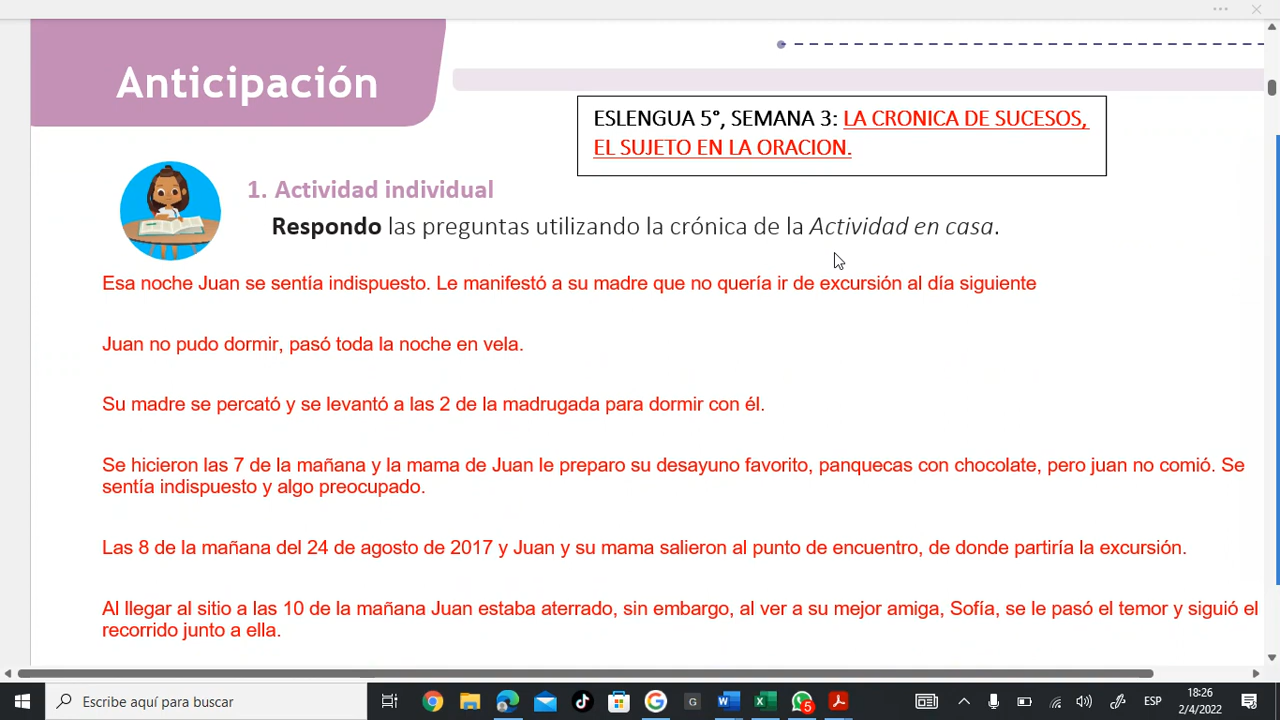 Anticipación
ESLENGUA 5°, SEMANA 3: LA CRONICA DE SUCESOS,
EL SUJETO EN LA ORACION.
1. Actividad individual
Respondo las preguntas utilizando la crónica de la Actividad en casa.
Esa noche Juan se sentía indispuesto. Le manifestó a su madre que no quería ir de excursión al día siguiente
Juan no pudo dormir, pasó toda la noche en vela.
Su madre se percató y se levantó a las 2 de la madrugada para dormir con él.
Se hicieron las 7 de la mañana y la mama de Juan le preparo su desayuno favorito, panquecas con chocolate, pero juan no comió. Se
sentía indispuesto y algo preocupado.
Las 8 de la mañana del 24 de agosto de 2017 y Juan y su mama salieron al punto de encuentro, de donde partiría la excursión.
Al llegar al sitio a las 10 de la mañana Juan estaba aterrado, sin embargo, al ver a su mejor amiga, Sofía, se le pasó el temor y siguió el
recorrido junto a ella.
Escribe aquí para buscar
G
5
ESP
18:26
2/4/2022